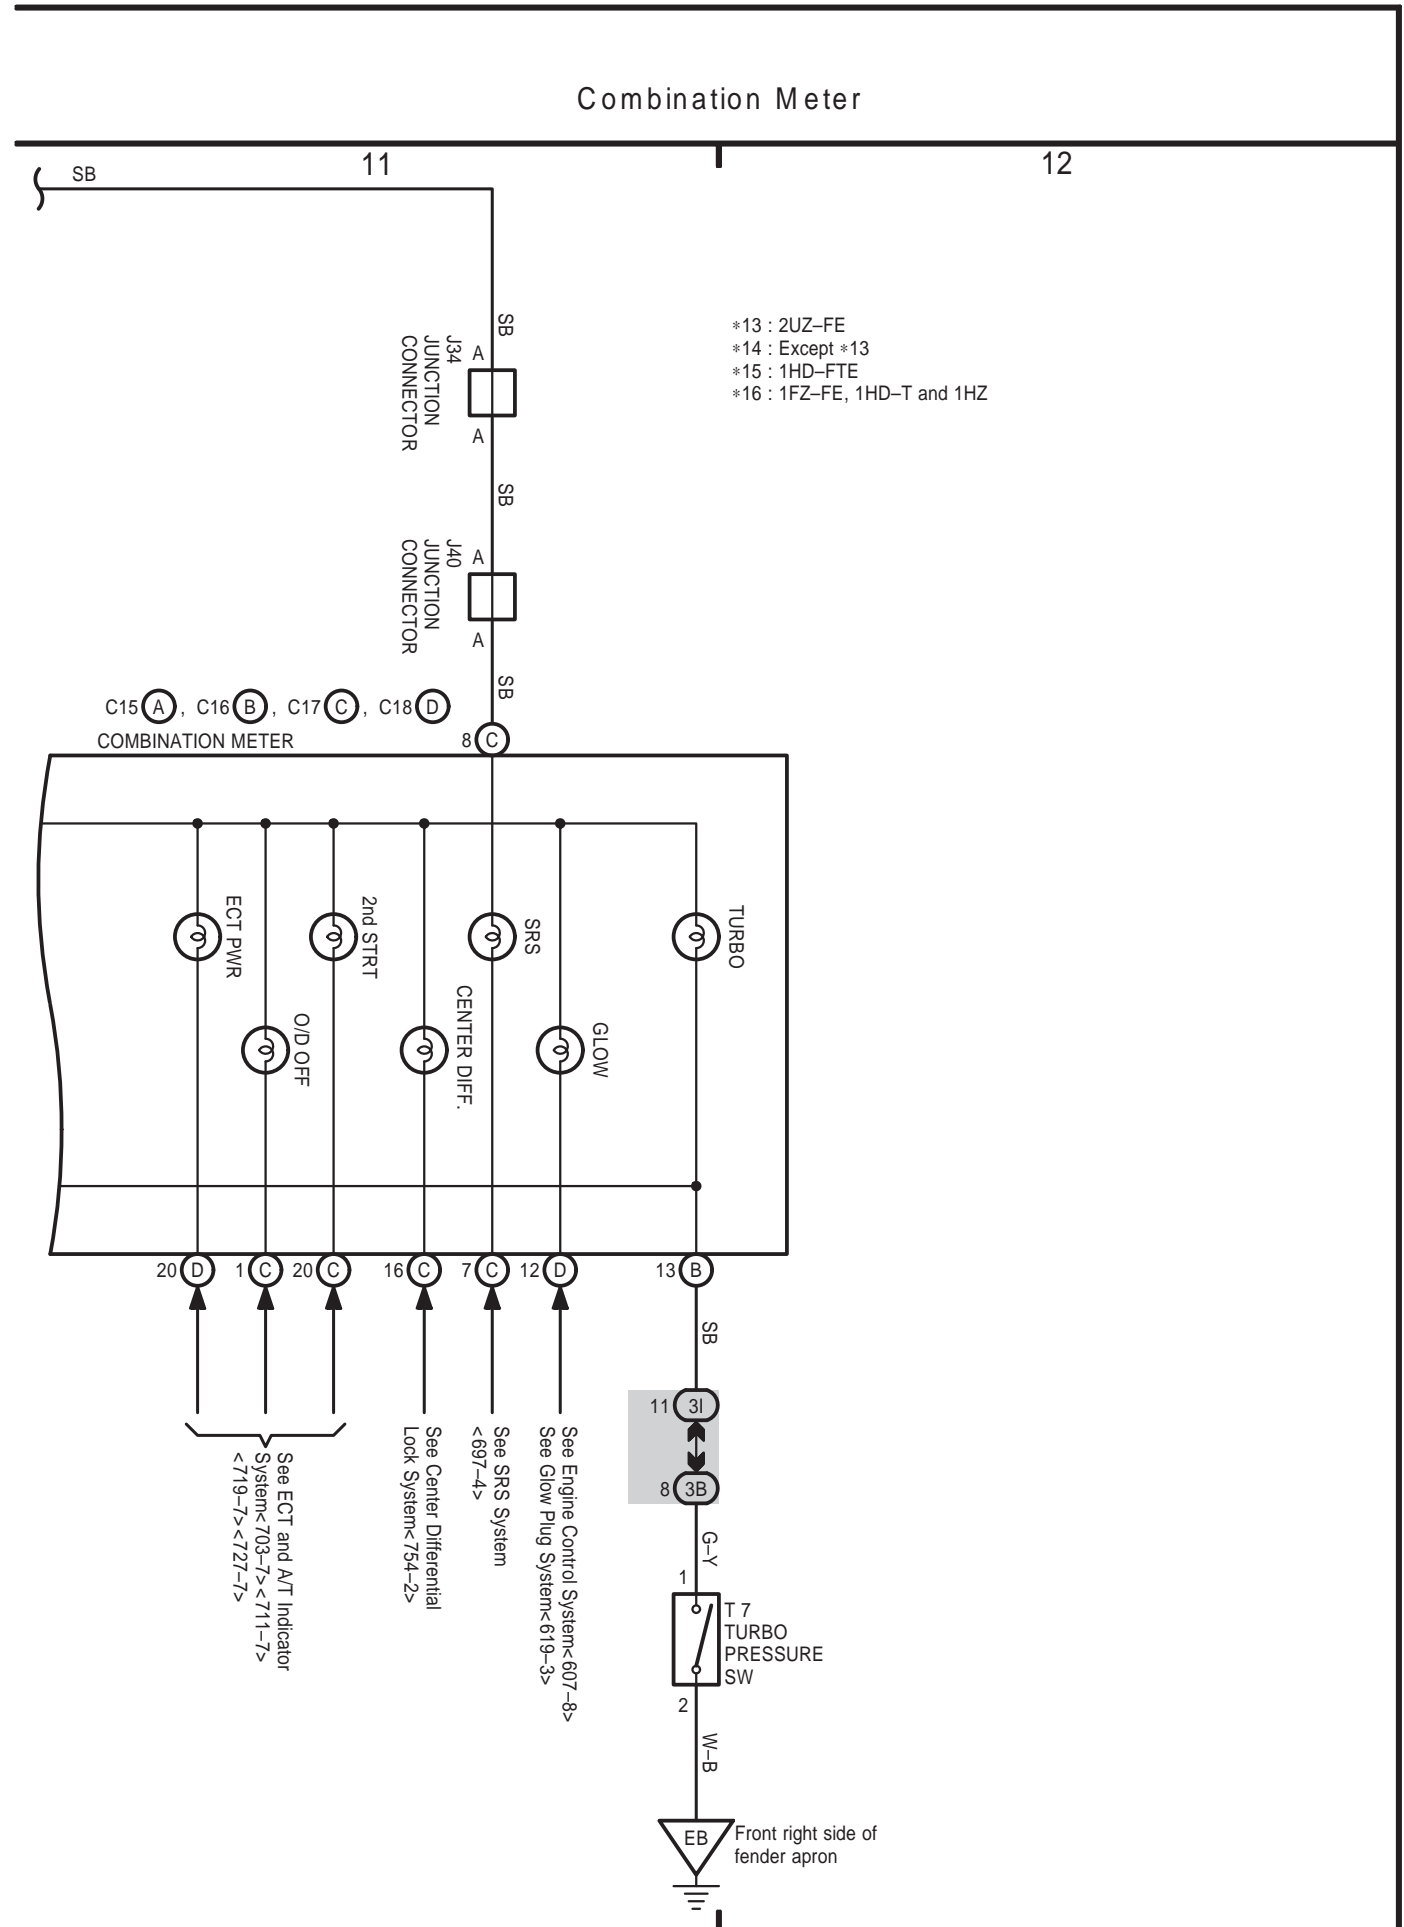 Combination Meter
11
12
SB
*13 : 2UZ–FE
*14 : Except *13
*15 : 1HD–FTE
*16 : 1FZ–FE, 1HD–T and 1HZ
SB
A
J34
JUNCTION
CONNECTOR
A
SB
A
J40
JUNCTION
CONNECTOR
A
SB
C15 A , C16 B , C17 C , C18 D
COMBINATION METER
8 C
ECT PWR
O/D OFF
2nd STRT
CENTER DIFF.
SRS
GLOW
TURBO
20 D
1 C
20 C
16 C
7 C
12 D
13 B
See ECT and A/T Indicator
System<703–7><711–7>
<719–7><727–7>
See Center Differential
Lock System<754–2>
See SRS System
<697–4>
See Engine Control System<607–8>
See Glow Plug System<619–3>
SB
11 3I
8 3B
G–Y
1
T 7
TURBO
PRESSURE
SW
2
W–B
EB
Front right side of
fender apron